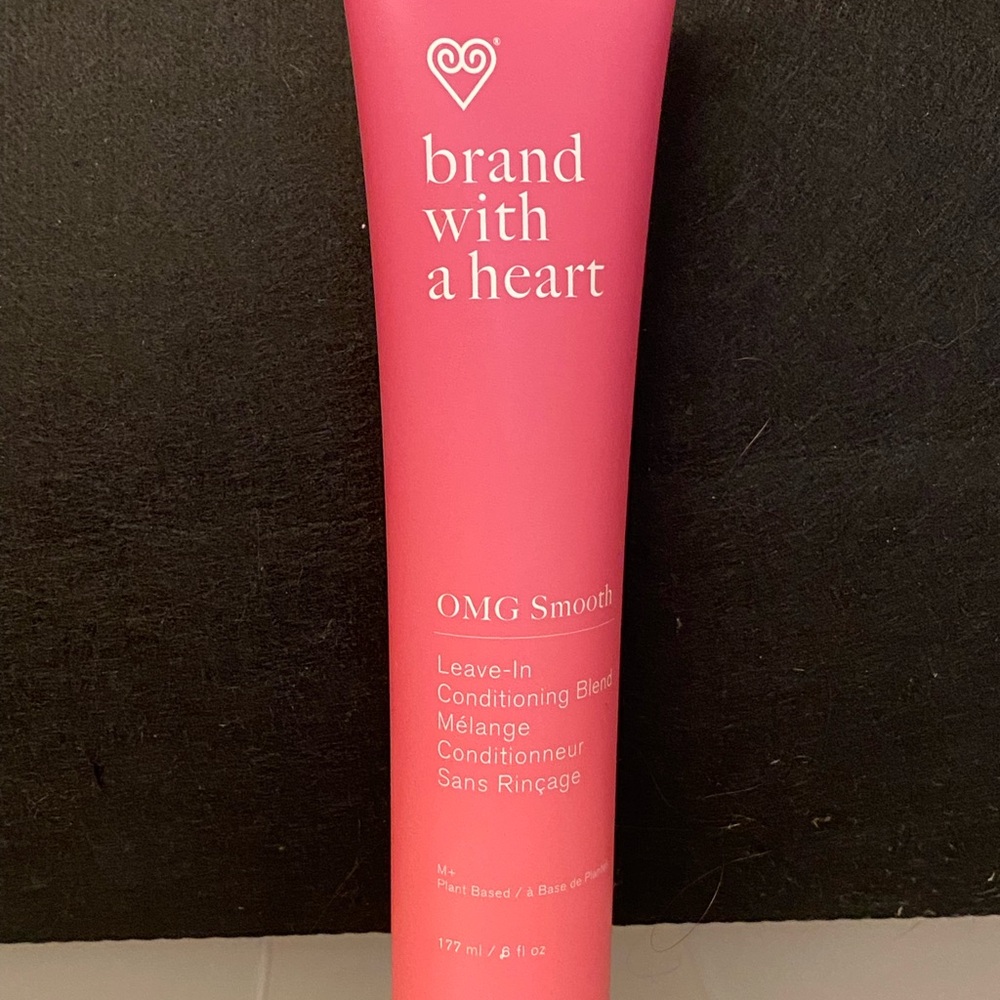 ®
brand
with
a heart
OMG Smooth
Leave-In
Conditioning Blend
Mélange
Conditionneur
Sans Rinçage
M+
Plant Based / à Base de
177 ml / 6 fl oz